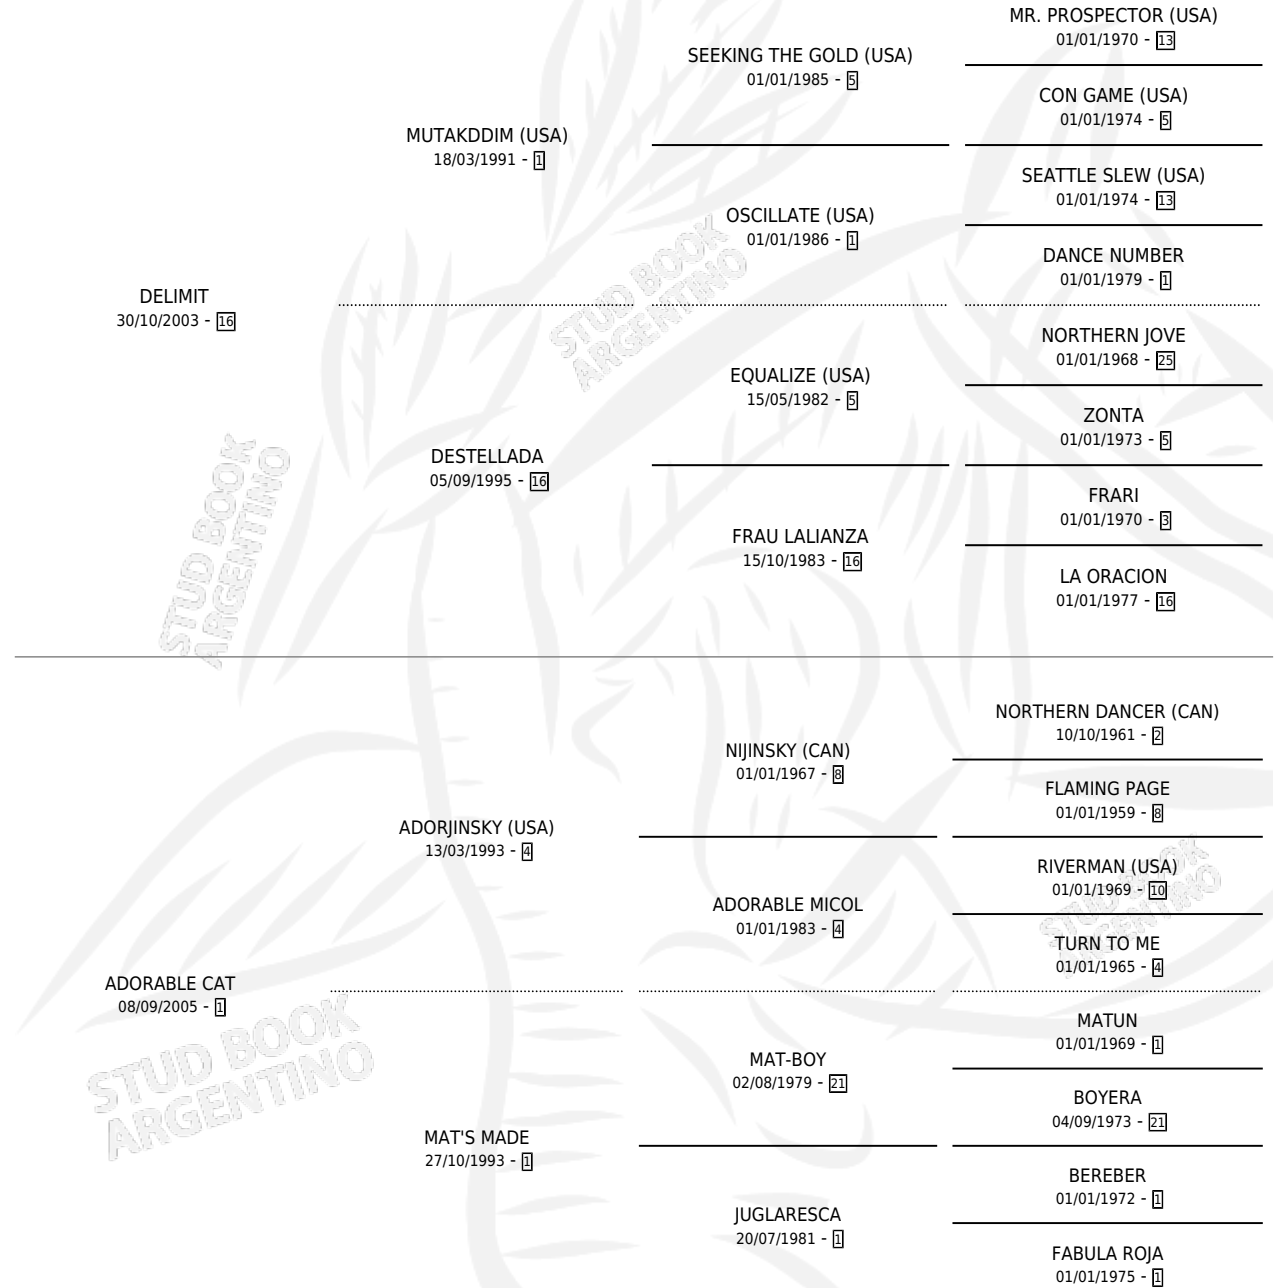 MR. PROSPECTOR (USA)
01/01/1970 - 13
SEEKING THE GOLD (USA)
01/01/1985 - 5
CON GAME (USA)
01/01/1974 - 5
MUTAKDDIM (USA)
18/03/1991 - 1
SEATTLE SLEW (USA)
01/01/1974 - 13
OSCILLATE (USA)
01/01/1986 - 1
DANCE NUMBER
01/01/1979 - 1
DELIMIT
30/10/2003 - 16
STUD BOOK
ARGENTINO
NORTHERN JOVE
01/01/1968 - 25
EQUALIZE (USA)
15/05/1982 - 5
ZONTA
01/01/1973 - 5
DESTELLADA
05/09/1995 - 16
FRARI
01/01/1970 - 3
FRAU LALIANZA
15/10/1983 - 16
LA ORACION
01/01/1977 - 16
STUD BOOK
ARGENTINO
NORTHERN DANCER (CAN)
10/10/1961 - 2
NIJINSKY (CAN)
01/01/1967 - 8
FLAMING PAGE
01/01/1959 - 8
ADORJINSKY (USA)
13/03/1993 - 4
RIVERMAN (USA)
01/01/1969 - 10
ADORABLE MICOL
01/01/1983 - 4
STUD BOOK
ARGENTINO
TURN TO ME
01/01/1965 - 4
ADORABLE CAT
08/09/2005 - 1
MATUN
01/01/1969 - 1
MAT-BOY
02/08/1979 - 21
STUD BOOK
ARGENTINO
BOYERA
04/09/1973 - 21
MAT'S MADE
27/10/1993 - 1
BEREBER
01/01/1972 - 1
JUGLARESCA
20/07/1981 - 1
FABULA ROJA
01/01/1975 - 1